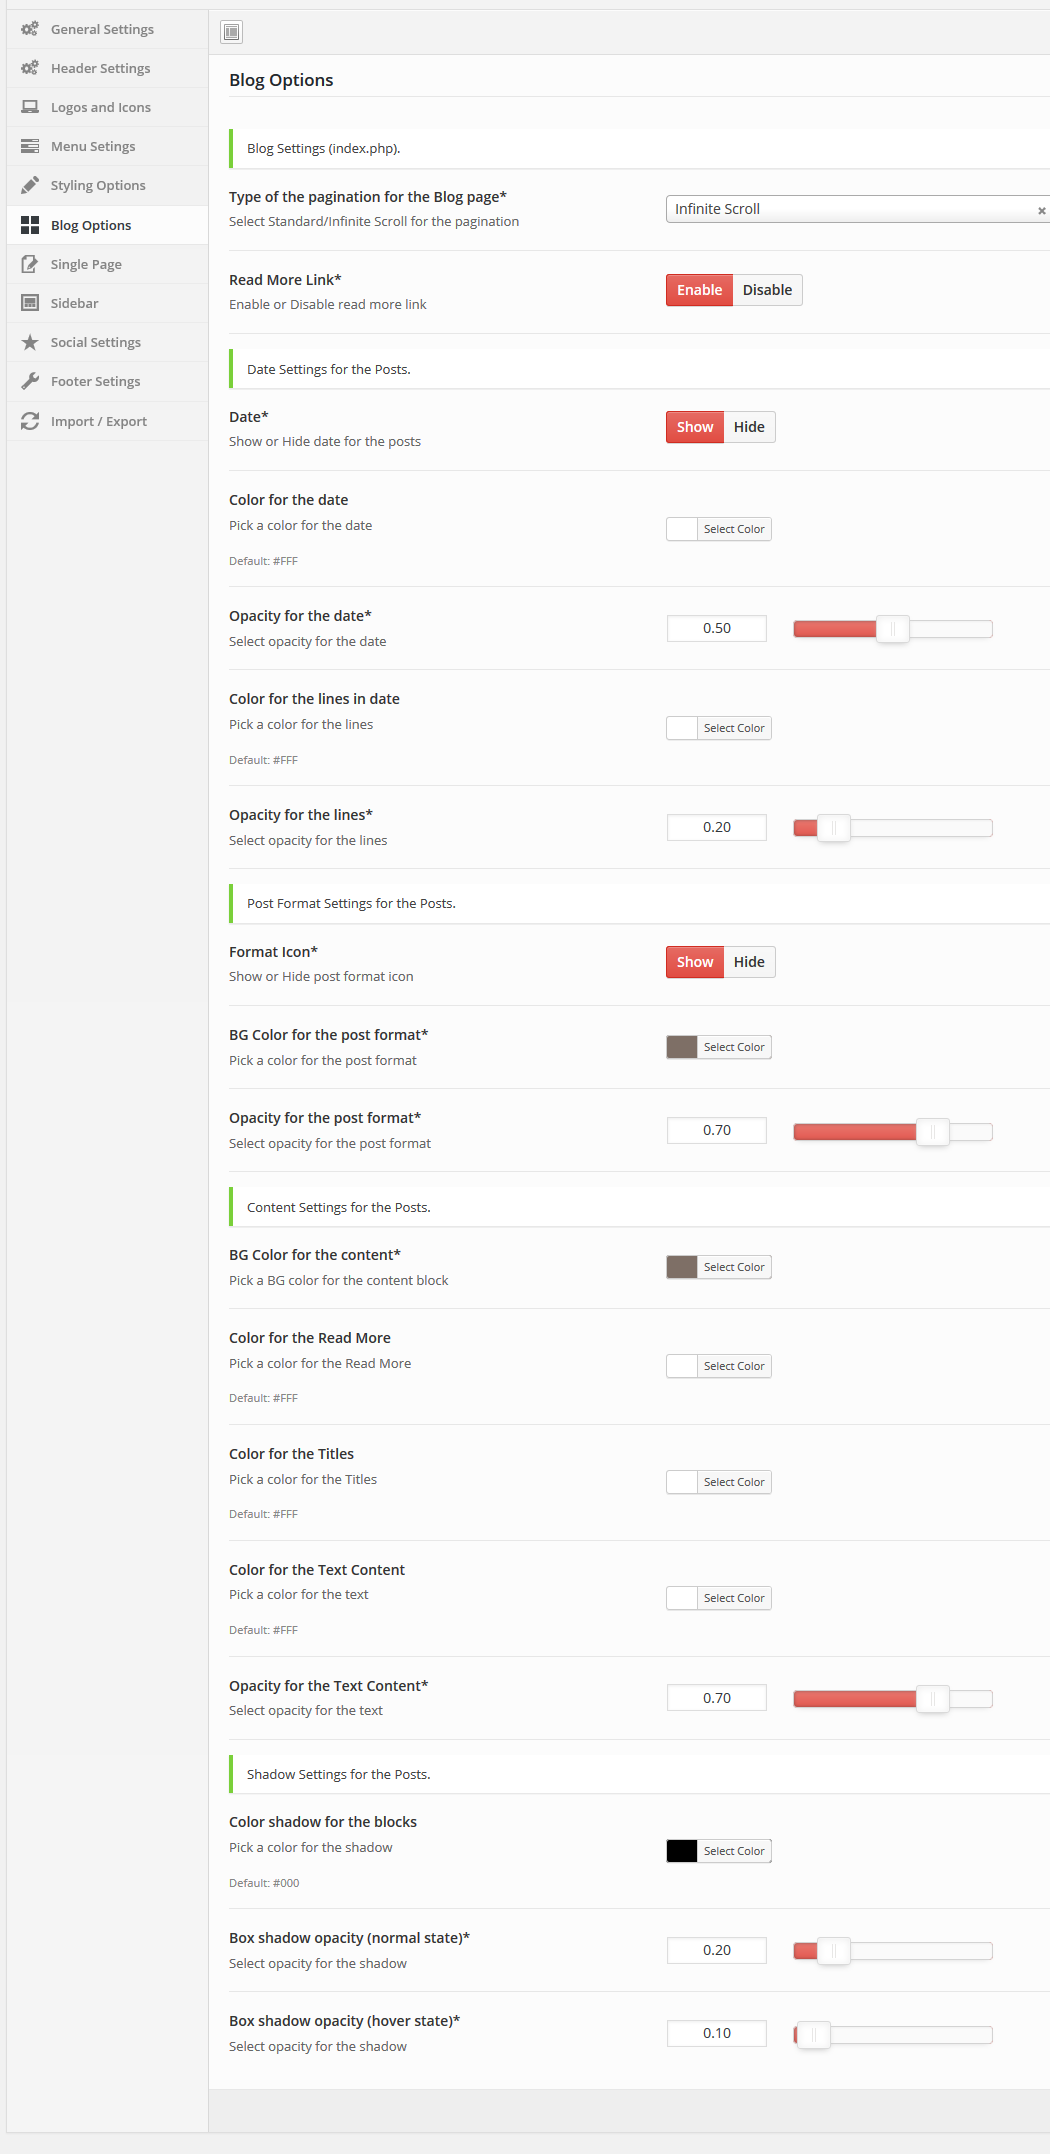 General Settings
Header Settings
Logos and Icons
Menu Setings
Styling Options
Blog Options
Single Page
Sidebar
Social Settings
Footer Setings
Import / Export
Blog Options
Blog Settings (index.php).
Type of the pagination for the Blog page*
Select Standard/Infinite Scroll for the pagination
Infinite Scroll
Read More Link*
Enable or Disable read more link
Enable Disable
Date Settings for the Posts.
Date*
Show or Hide date for the posts
Show Hide
Color for the date
Pick a color for the date
Select Color
Default: #FFF
Opacity for the date*
Select opacity for the date
0.50
Color for the lines in date
Pick a color for the lines
Select Color
Default: #FFF
Opacity for the lines*
Select opacity for the lines
0.20
Post Format Settings for the Posts.
Format Icon*
Show or Hide post format icon
Show Hide
BG Color for the post format*
Pick a color for the post format
Select Color
Opacity for the post format*
Select opacity for the post format
0.70
Content Settings for the Posts.
BG Color for the content*
Pick a BG color for the content block
Select Color
Color for the Read More
Pick a color for the Read More
Select Color
Default: #FFF
Color for the Titles
Pick a color for the Titles
Select Color
Default: #FFF
Color for the Text Content
Pick a color for the text
Select Color
Default: #FFF
Opacity for the Text Content*
Select opacity for the text
0.70
Shadow Settings for the Posts.
Color shadow for the blocks
Pick a color for the shadow
Select Color
Default: #000
Box shadow opacity (normal state)*
Select opacity for the shadow
0.20
Box shadow opacity (hover state)*
Select opacity for the shadow
0.10